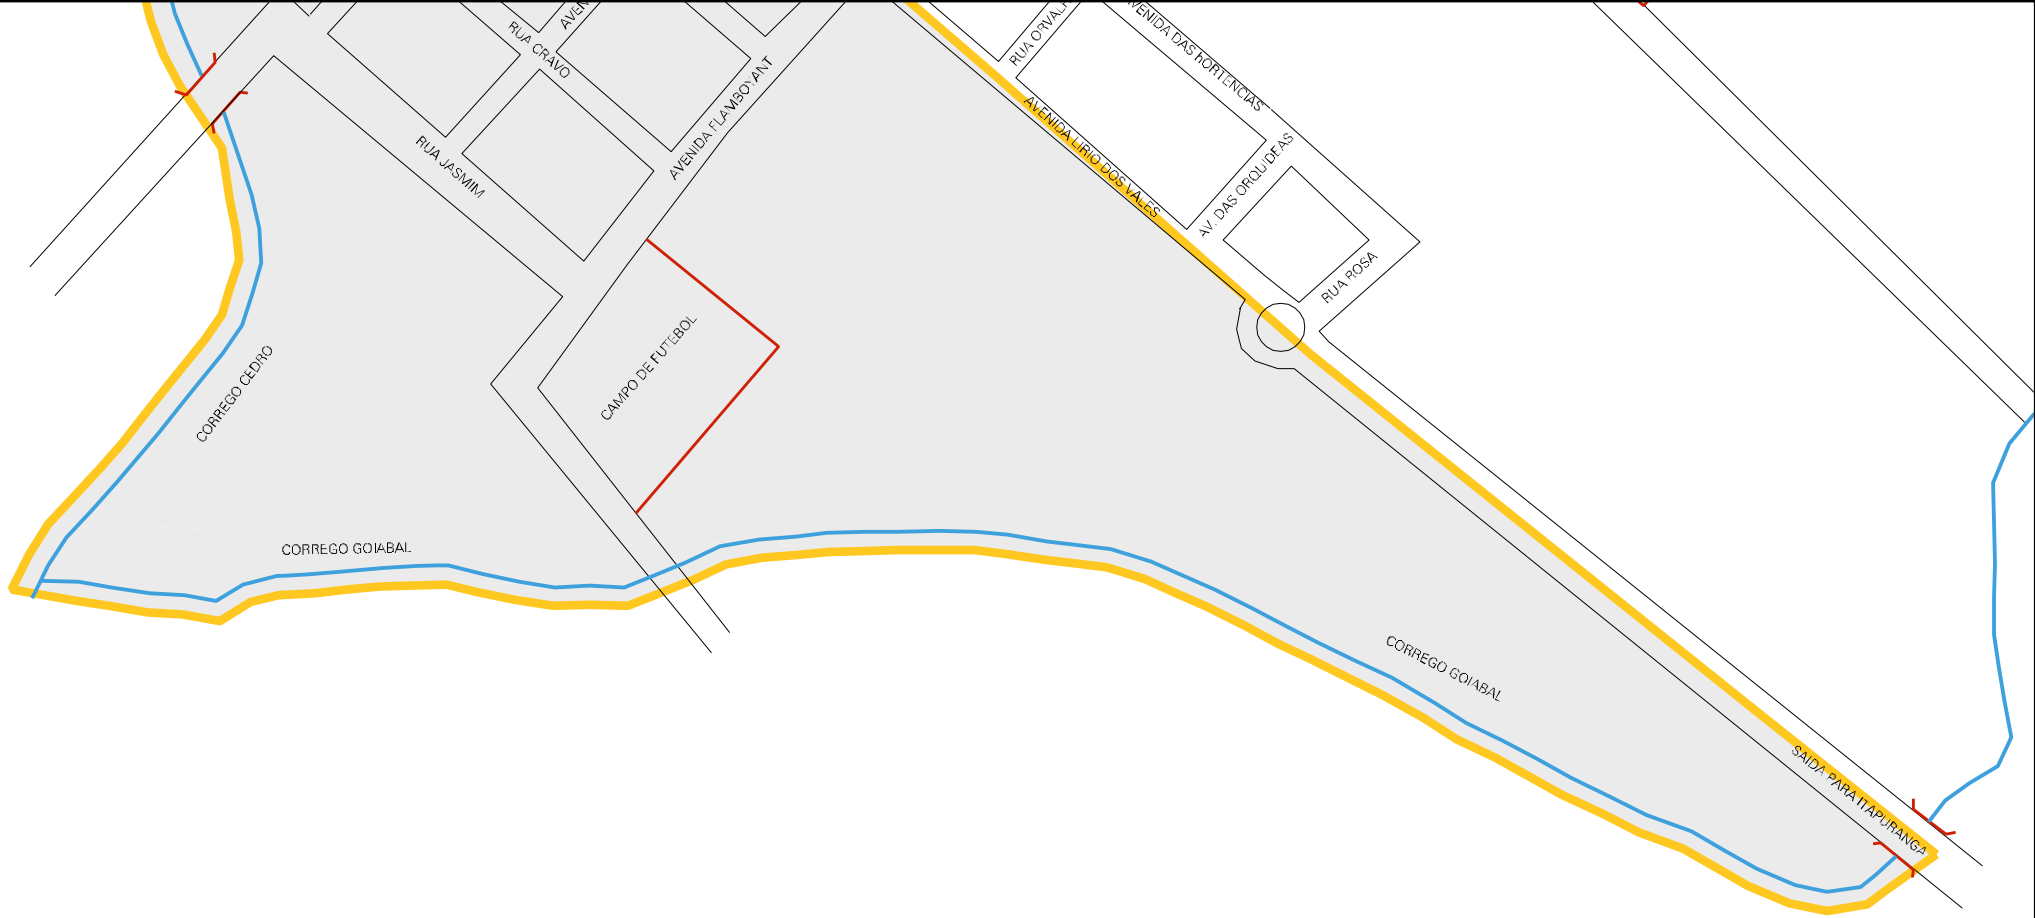 RUA CRAVO
RUA ORVALH
AVENIDA DAS hORTENCIAS
AVENIDA FLAMBOYANT
RUA JASMIM
AVENIDA LIRIO DOS VALES
AV. DAS ORQUIDEAS
RUA ROSA
CAMPO DE FUTEBOL
CORREGO CEDRO
CORREGO GOIABAL
CORREGO GOIABAL
SAIDA PARA ITAPURANGA